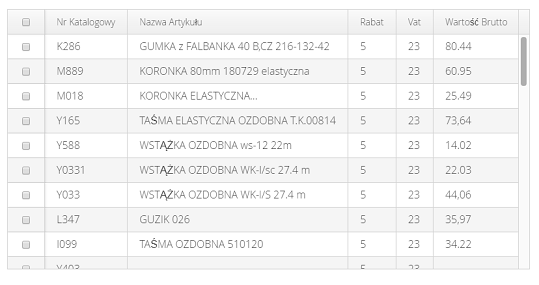 Nr Katalogowy Nazwa Artykułu Rabat Vat Wartość Brutto
K286 GUMKA z FALBANKA 40 B,CZ 216-132-42 5 23 80.44
M889 KORONKA 80mm 180729 elastyczna 5 23 60.95
M018 KORONKA ELASTYCZNA... 5 23 25.49
Y165 TAŚMA ELASTYCZNA OZDOBNA T.K.00814 5 23 73,64
Y588 WSTĄŻKA OZDOBNA ws-12 22m 5 23 14.02
Y0331 WSTĄŻKA OZDOBNA WK-I/sc 27.4 m 5 23 22.03
Y033 WSTĄŻKA OZDOBNA WK-I/S 27.4 m 5 23 44,06
L347 GUZIK 026 5 23 35,97
I099 TAŚMA OZDOBNA 510120 5 23 34.22
Y403 5 23